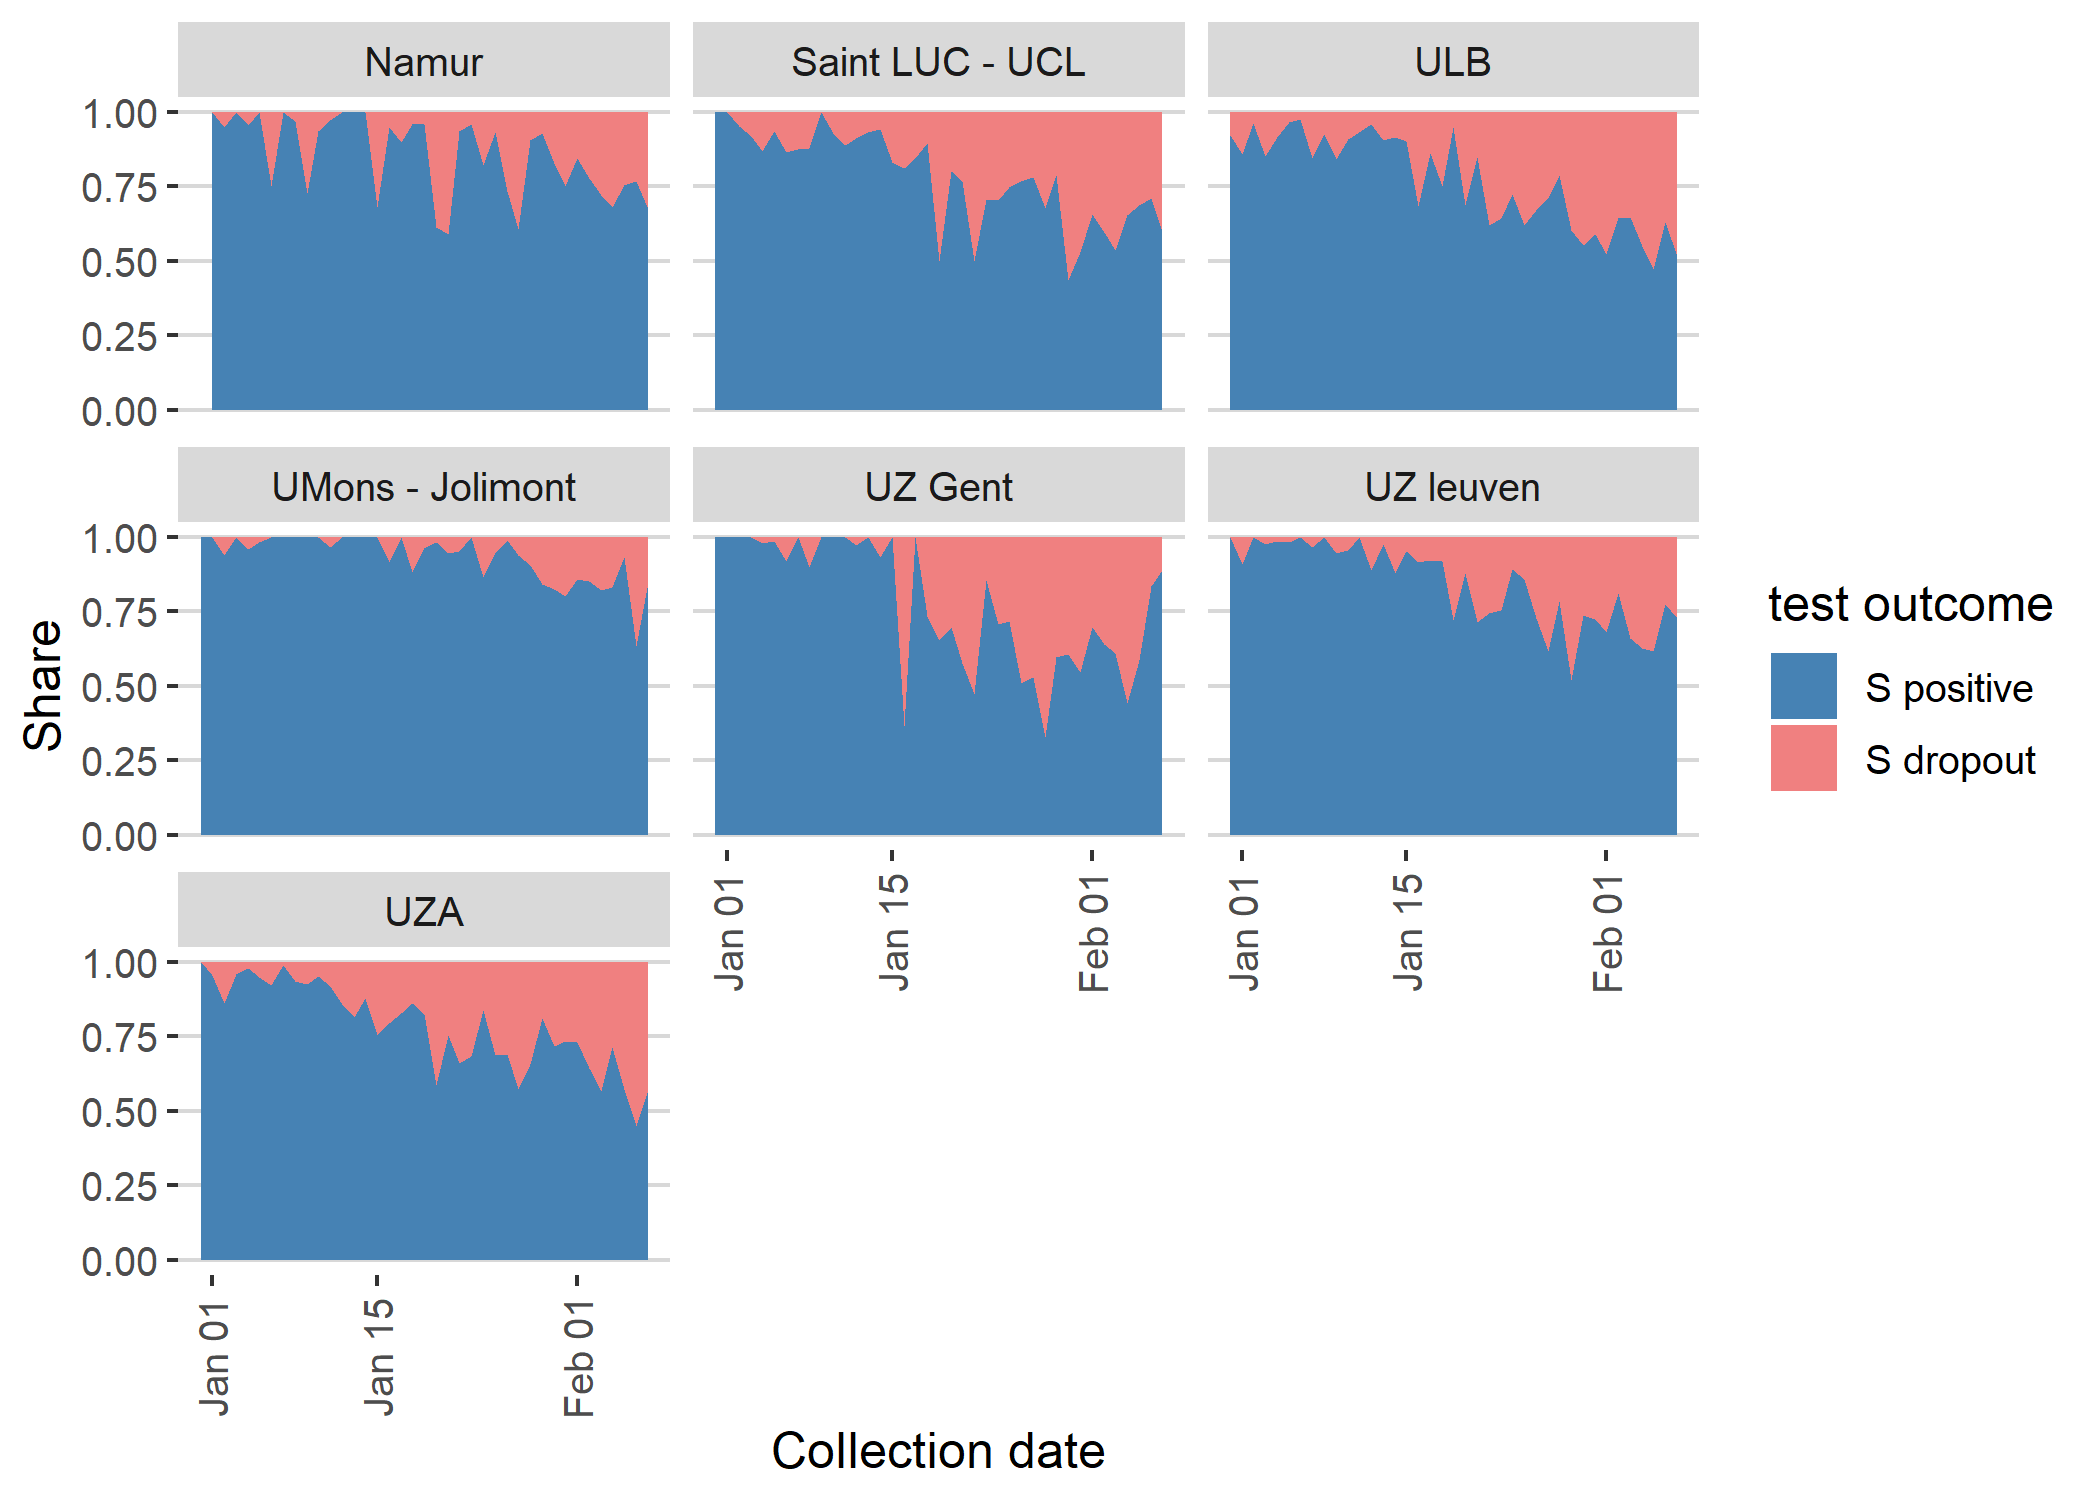 Namur
Saint LUC - UCL
ULB
1.00
0.75
0.50
0.25
0.00
UMons - Jolimont
UZ Gent
UZ leuven
1.00
0.75
0.50
0.25
0.00
Jan 01
Jan 15
Feb 01
Jan 01
Jan 15
Feb 01
UZA
1.00
0.75
0.50
0.25
0.00
Jan 01
Jan 15
Feb 01
Share
Collection date
test outcome
S positive
S dropout